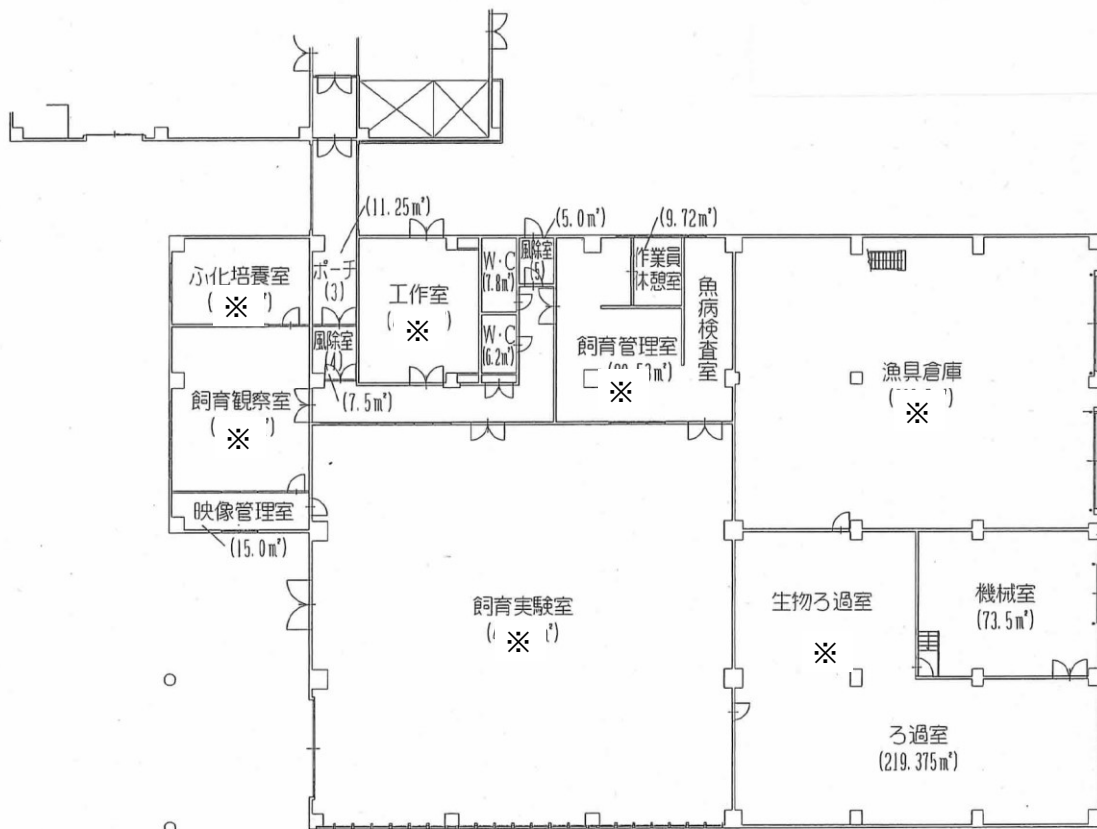 (11.25㎡)
(5.0㎡)
(9.72㎡)
ふ化培養室
※
ポーチ
(3)
工作室
※
W・C
(7.8㎡)
風除室
(5)
作業員
休憩室
魚病検査室
風除室
(4)
W・C
(6.2㎡)
飼育管理室
※
漁具倉庫
※
飼育観察室
※
(7.5㎡)
映像管理室
(15.0㎡)
飼育実験室
※
生物ろ過室
※
機械室
(73.5㎡)
ろ過室
(219.375㎡)